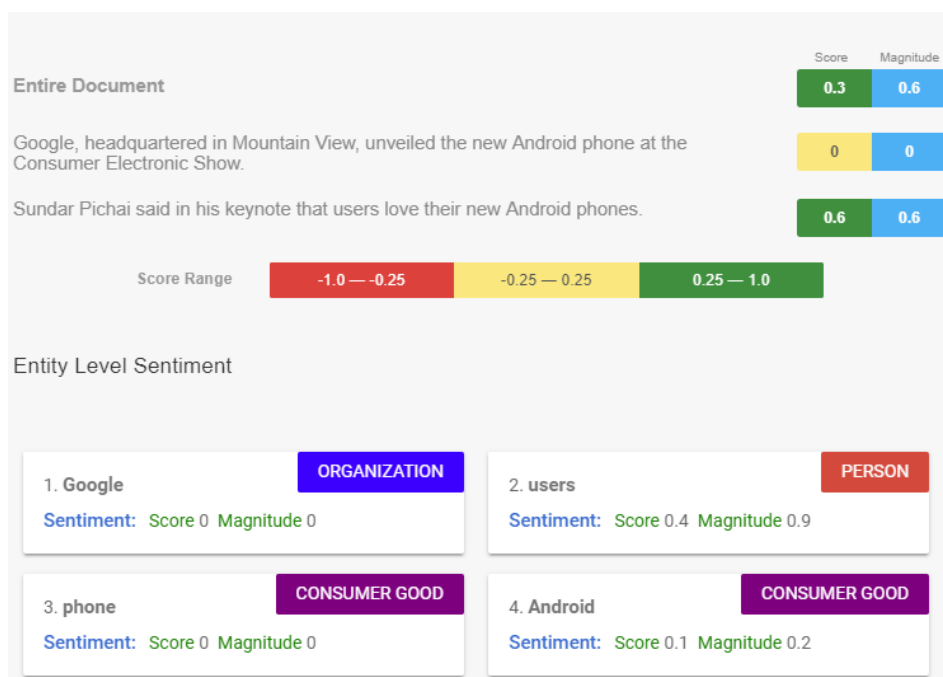 Score Magnitude
Entire Document 0.3 0.6
Google, headquartered in Mountain View, unveiled the new Android phone at the
Consumer Electronic Show. 0 0
Sundar Pichai said in his keynote that users love their new Android phones. 0.6 0.6
Score Range -1.0 — -0.25 -0.25 — 0.25 0.25 — 1.0
Entity Level Sentiment
1. Google ORGANIZATION
Sentiment: Score 0 Magnitude 0
2. users PERSON
Sentiment: Score 0.4 Magnitude 0.9
3. phone CONSUMER GOOD
Sentiment: Score 0 Magnitude 0
4. Android CONSUMER GOOD
Sentiment: Score 0.1 Magnitude 0.2